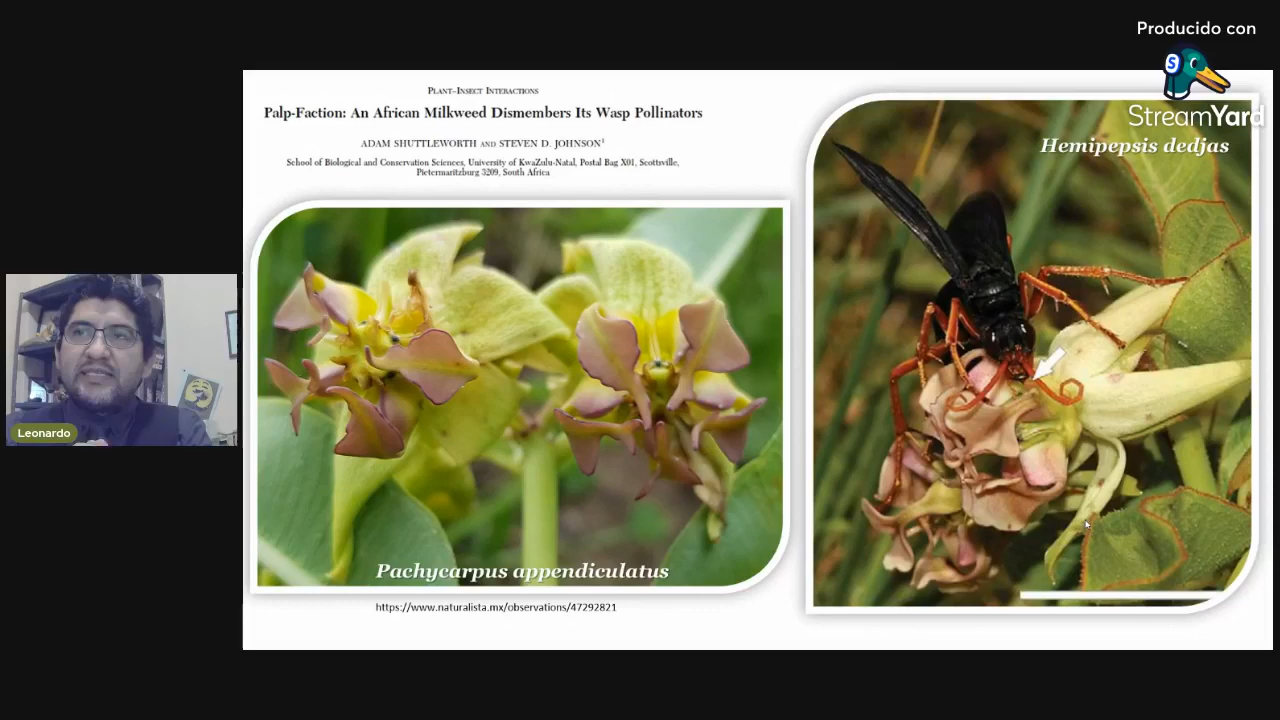 Producido con
StreamYard
PLANT–INSECT INTERACTIONS
Palp-Faction: An African Milkweed Dismembers Its Wasp Pollinators
ADAM SHUTTLEWORTH AND STEVEN D. JOHNSON¹
School of Biological and Conservation Sciences, University of KwaZulu-Natal, Postal Bag X01, Scottsville,
Pietermaritzburg 3209, South Africa
Hemipepsis dedjas
Leonardo
Pachycarpus appendiculatus
https://www.naturalista.mx/observations/47292821